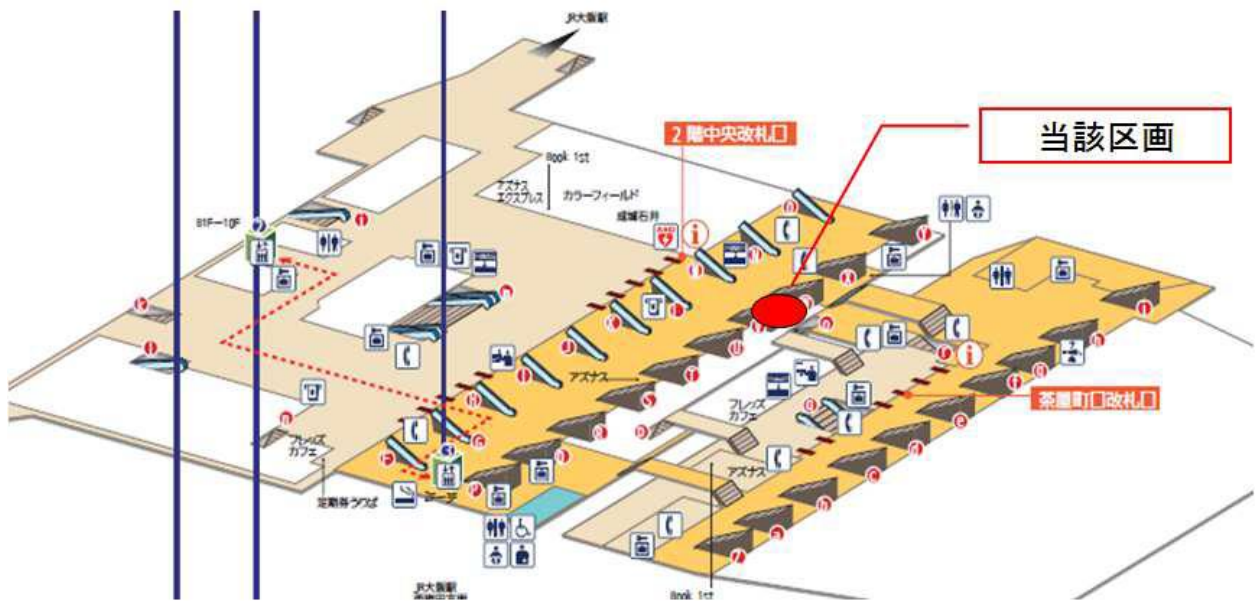 JR大阪駅
当該区画
2階中央改札口
Book 1st
アズナス
エクスプレス
カラーフィールド
成城石井
B1F―10F
アズナス
茶屋町口改札口
フレッズ
カフェ
フレッズ
カフェ
アズナス
定期券うりば
2F―3F
JR大阪駅
Book 1st